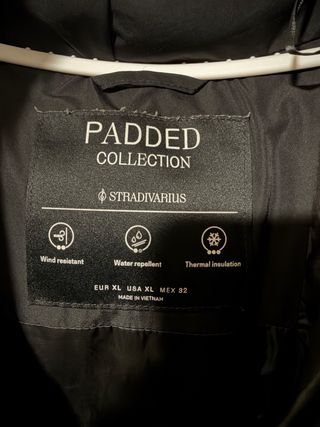 PADDED
COLLECTION
STRADIVARIUS
Wind resistant
Water repellent
Thermal insulation
EUR XL USA XL MEX 32
MADE IN VIETNAM